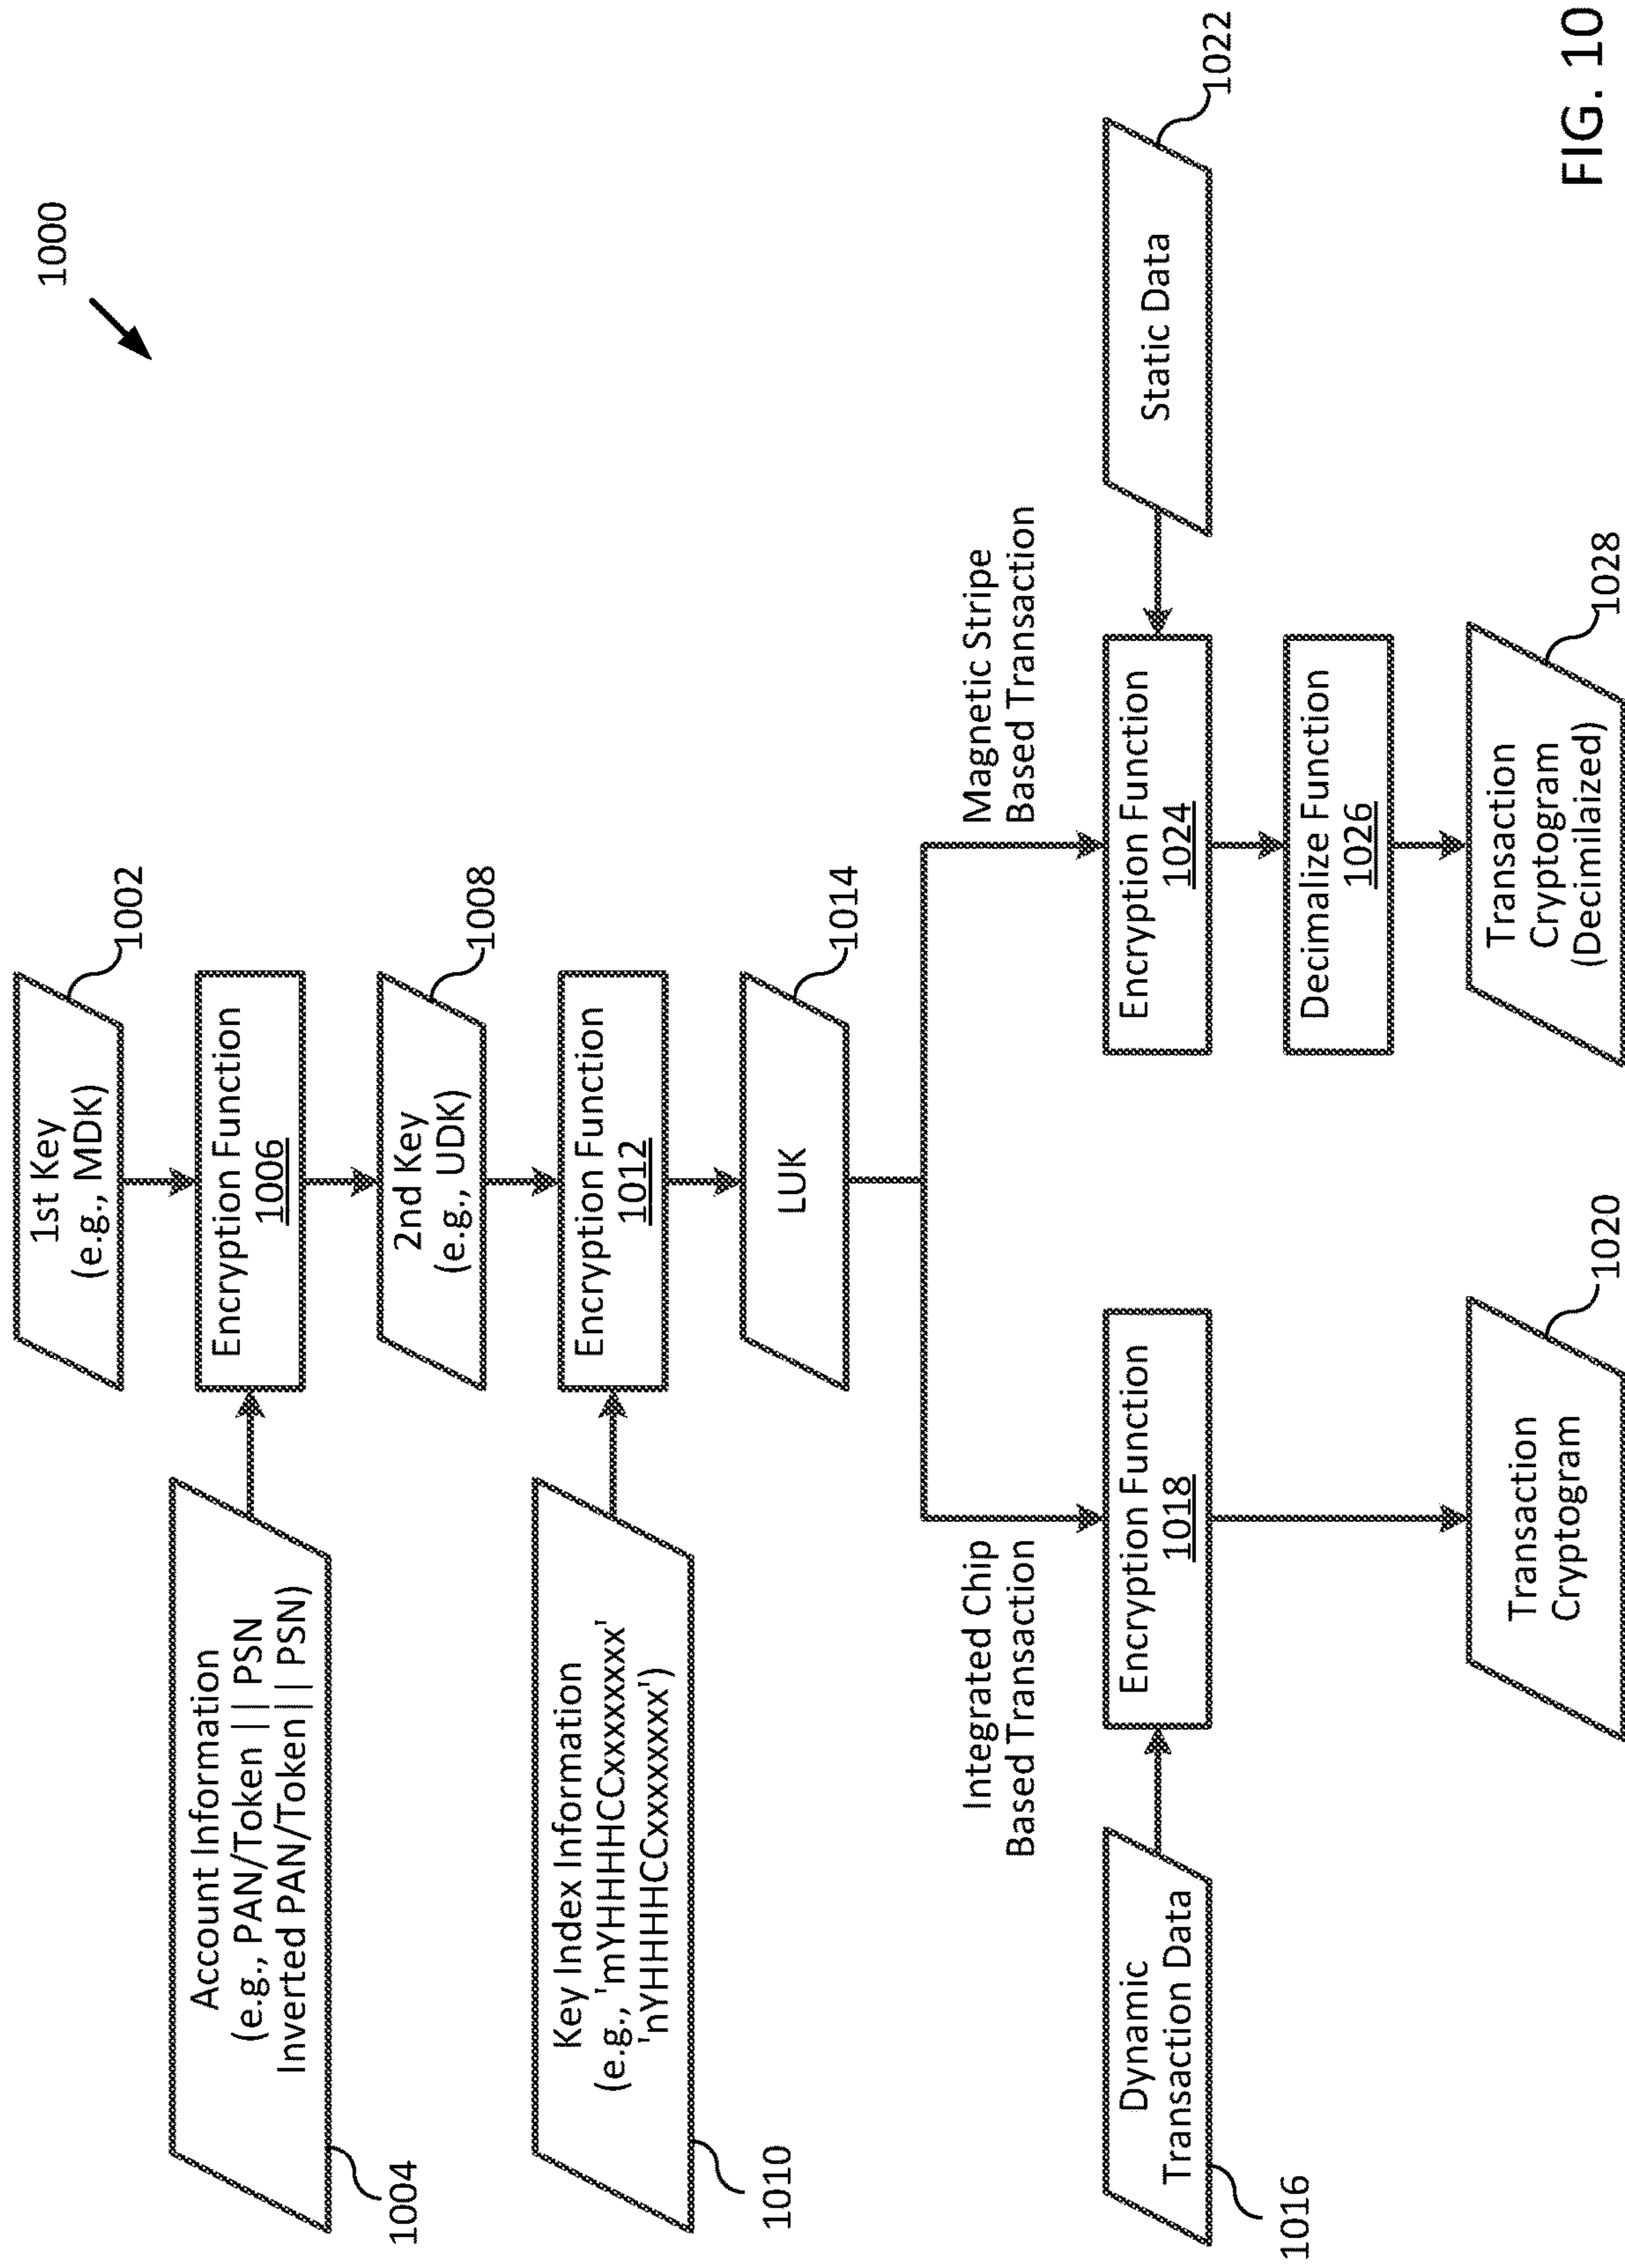 1000
1st Key
(e.g., MDK)
1002
Account Information
(e.g., PAN/Token || PSN
Inverted PAN/Token || PSN)
1004
Encryption Function
1006
2nd Key
(e.g., UDK)
1008
Key Index Information
(e.g., 'mYHHHHCCxxxxxxx'
'nYHHHHCCxxxxxxx')
1010
Encryption Function
1012
LUK
1014
Integrated Chip
Based Transaction
Magnetic Stripe
Based Transaction
Dynamic
Transaction Data
1016
Encryption Function
1018
Encryption Function
1024
Static Data
1022
Decimalize Function
1026
Transaction
Cryptogram
1020
Transaction
Cryptogram
(Decimilaized)
1028
FIG. 10